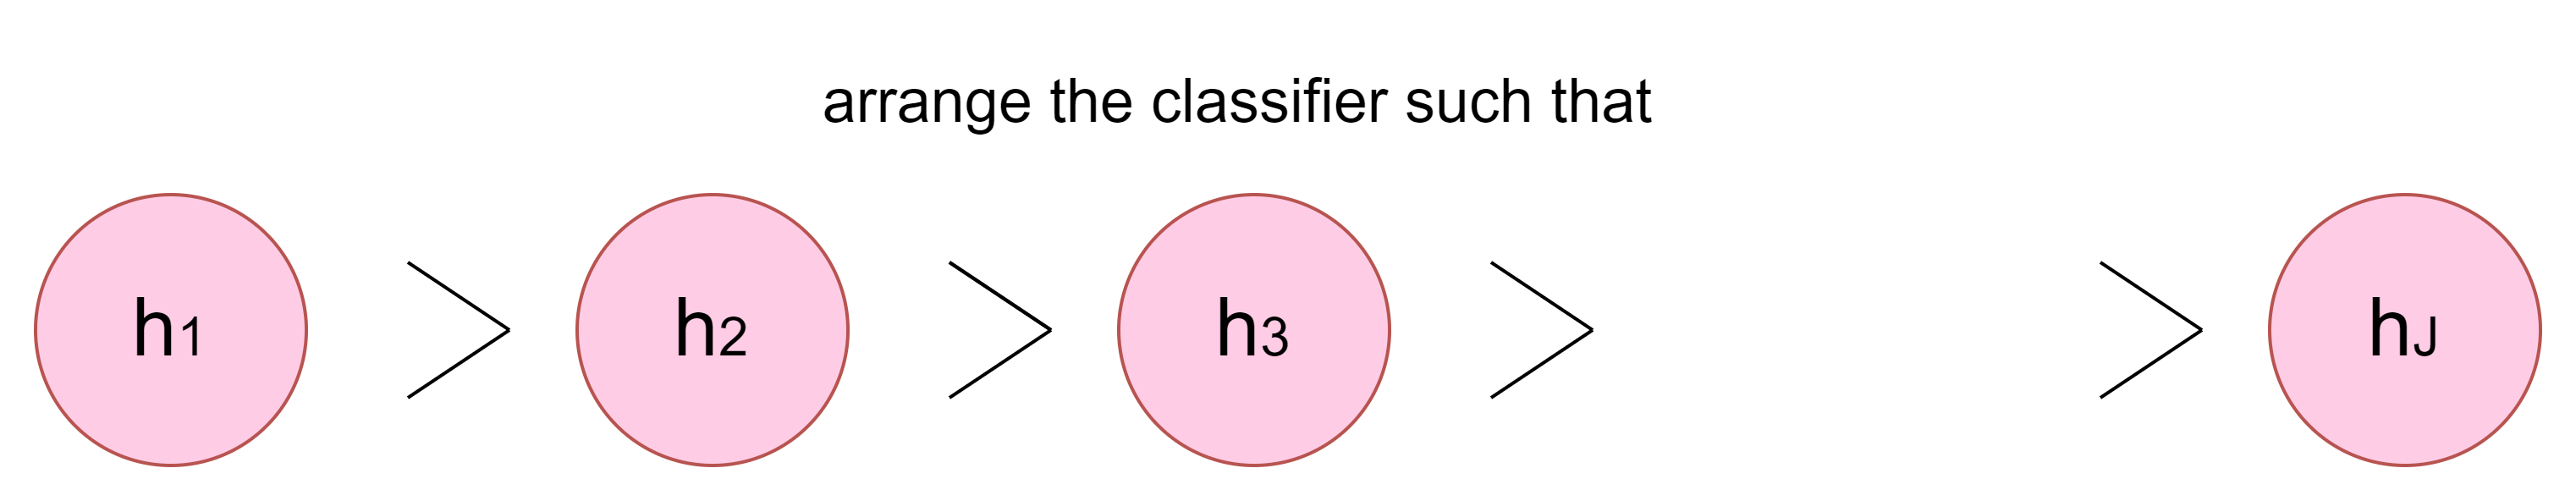 arrange the classifier such that
h1 > h2 > h3 > > hJ